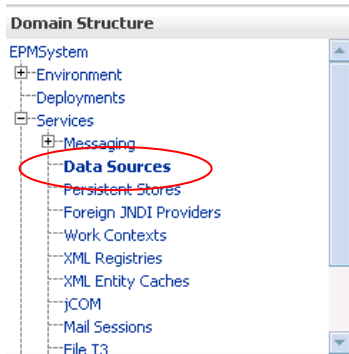 Domain Structure
EPMSystem
Environment
Deployments
Services
Messaging
Data Sources
Persistent Stores
Foreign JNDI Providers
Work Contexts
XML Registries
XML Entity Caches
jCOM
Mail Sessions
File T3